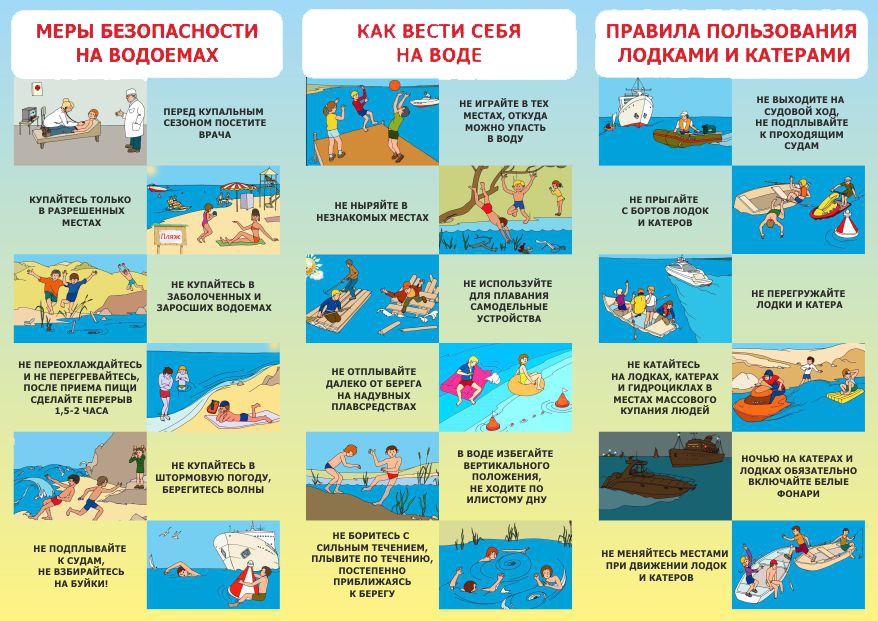 МЕРЫ БЕЗОПАСНОСТИ
НА ВОДОЕМАХ
ПЕРЕД КУПАЛЬНЫМ
СЕЗОНОМ ПОСЕТИТЕ
ВРАЧА
КУПАЙТЕСЬ ТОЛЬКО
В РАЗРЕШЕННЫХ
МЕСТАХ
Пляж
НЕ КУПАЙТЕСЬ В
ЗАБОЛОЧЕННЫХ И
ЗАРОСШИХ ВОДОЕМАХ
НЕ ПЕРЕОХЛАЖДАЙТЕСЬ
И НЕ ПЕРЕГРЕВАЙТЕСЬ,
ПОСЛЕ ПРИЕМА ПИЩИ
СДЕЛАЙТЕ ПЕРЕРЫВ
1,5-2 ЧАСА
НЕ КУПАЙТЕСЬ В
ШТОРМОВУЮ ПОГОДУ,
БЕРЕГИТЕСЬ ВОЛНЫ
НЕ ПОДПЛЫВАЙТЕ
К СУДАМ,
НЕ ВЗБИРАЙТЕСЬ
НА БУЙКИ!
КАК ВЕСТИ СЕБЯ
НА ВОДЕ
НЕ ИГРАЙТЕ В ТЕХ
МЕСТАХ, ОТКУДА
МОЖНО УПАСТЬ
В ВОДУ
НЕ НЫРЯЙТЕ В
НЕЗНАКОМЫХ МЕСТАХ
НЕ ИСПОЛЬЗУЙТЕ
ДЛЯ ПЛАВАНИЯ
САМОДЕЛЬНЫЕ
УСТРОЙСТВА
НЕ ОТПЛЫВАЙТЕ
ДАЛЕКО ОТ БЕРЕГА
НА НАДУВНЫХ
ПЛАВСРЕДСТВАХ
В ВОДЕ ИЗБЕГАЙТЕ
ВЕРТИКАЛЬНОГО
ПОЛОЖЕНИЯ,
НЕ ХОДИТЕ ПО
ИЛИСТОМУ ДНУ
НЕ БОРИТЕСЬ С
СИЛЬНЫМ ТЕЧЕНИЕМ,
ПЛЫВИТЕ ПО ТЕЧЕНИЮ,
ПОСТЕПЕННО
ПРИБЛИЖАЯСЬ
К БЕРЕГУ
ПРАВИЛА ПОЛЬЗОВАНИЯ
ЛОДКАМИ И КАТЕРАМИ
НЕ ВЫХОДИТЕ НА
СУДОВОЙ ХОД,
НЕ ПОДПЛЫВАЙТЕ
К ПРОХОДЯЩИМ
СУДАМ
НЕ ПРЫГАЙТЕ
С БОРТОВ ЛОДОК
И КАТЕРОВ
НЕ ПЕРЕГРУЖАЙТЕ
ЛОДКИ И КАТЕРА
НЕ КАТАЙТЕСЬ
НА ЛОДКАХ, КАТЕРАХ
И ГИДРОЦИКЛАХ В
МЕСТАХ МАССОВОГО
КУПАНИЯ ЛЮДЕЙ
НОЧЬЮ НА КАТЕРАХ И
ЛОДКАХ ОБЯЗАТЕЛЬНО
ВКЛЮЧАЙТЕ БЕЛЫЕ
ФОНАРИ
НЕ МЕНЯЙТЕСЬ МЕСТАМИ
ПРИ ДВИЖЕНИИ ЛОДОК
И КАТЕРОВ